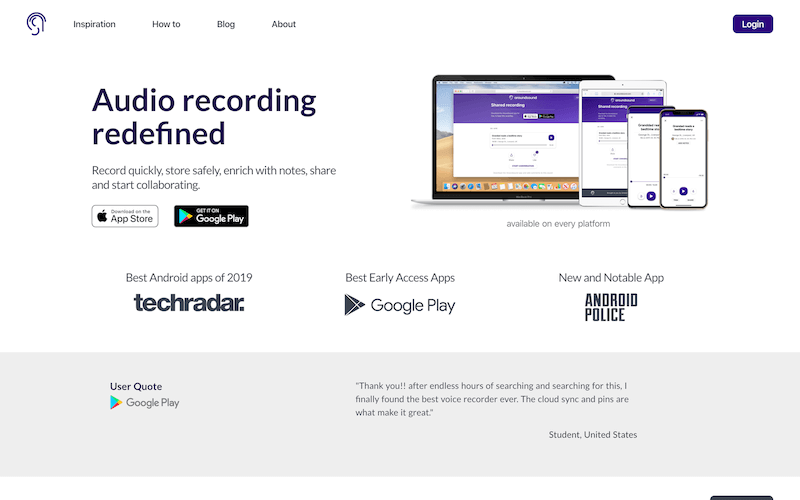 Inspiration
How to
Blog
About
Login
Audio recording
redefined
Record quickly, store safely, enrich with notes, share
and start collaborating.
Download on the
App Store
GET IT ON
Google Play
Shared recording
available on every platform
Best Android apps of 2019
techradar.
Best Early Access Apps
Google Play
New and Notable App
ANDROID
POLICE
User Quote
Google Play
"Thank you!! after endless hours of searching and searching for this, I
finally found the best voice recorder ever. The cloud sync and pins are
what make it great."
Student, United States